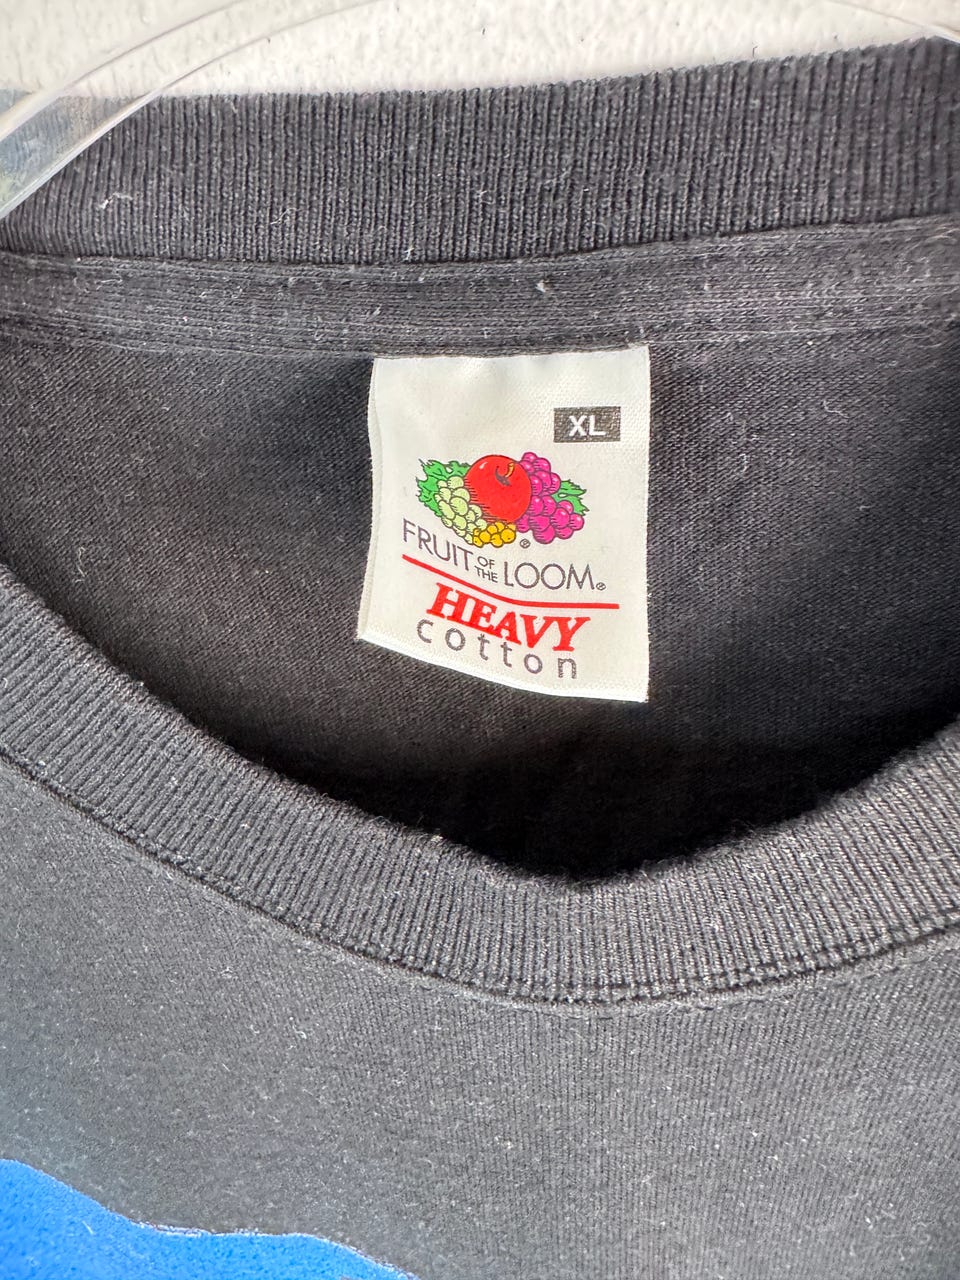 XL
FRUIT OF THE LOOM®
HEAVY
cotton